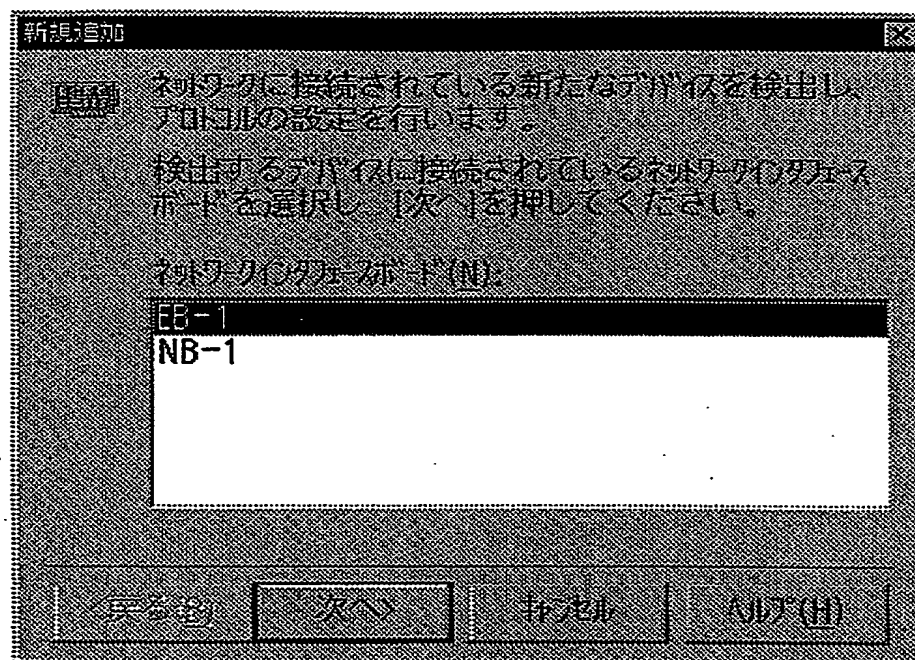 新規追加
ﾈｯﾄﾜｰｸに接続されている新たなﾃﾞﾊﾞｲｽを検出し、
ﾌﾟﾛﾄｺﾙの設定を行います。
検出するﾃﾞﾊﾞｲｽに接続されているﾈｯﾄﾜｰｸｲﾝﾀﾌｪｰｽ
ﾎﾞｰﾄﾞを選択し、[次へ]を押してください。
ﾈｯﾄﾜｰｸｲﾝﾀﾌｪｰｽﾎﾞｰﾄﾞ(N):
EB-1
NB-1
<戻る(B) 次へ> ｷｬﾝｾﾙ ﾍﾙﾌﾟ(H)